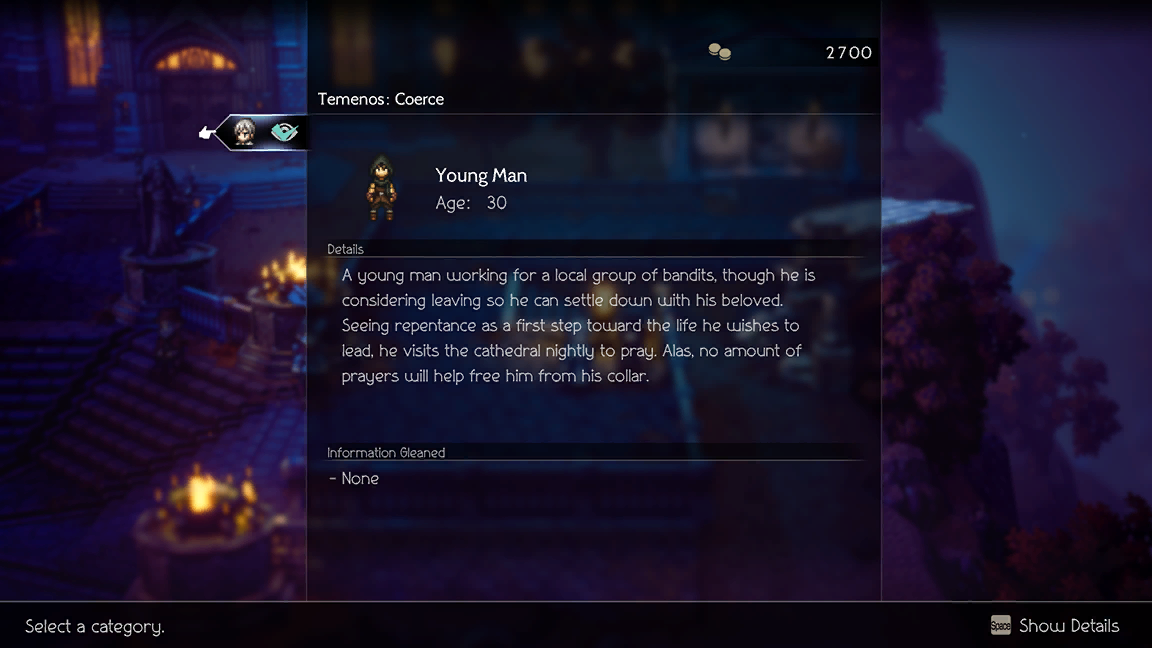 2700
Temenos: Coerce
Young Man
Age: 30
Details
A young man working for a local group of bandits, though he is
considering leaving so he can settle down with his beloved.
Seeing repentance as a first step toward the life he wishes to
lead, he visits the cathedral nightly to pray. Alas, no amount of
prayers will help free him from his collar.
Information Gleaned
- None
Select a category.
Space Show Details